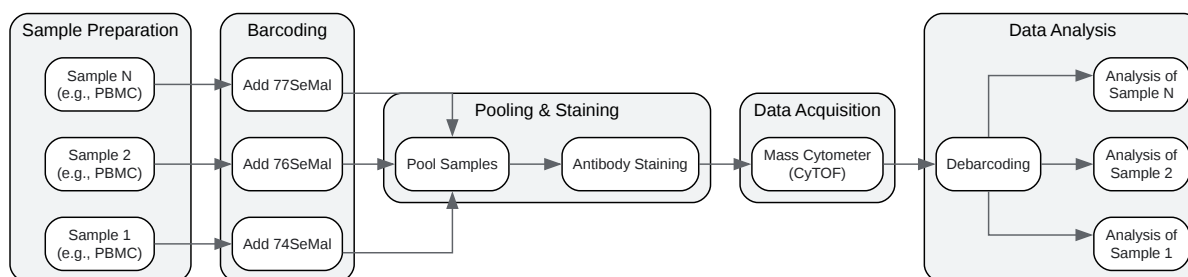 Sample Preparation
Sample N
(e.g., PBMC)
Sample 2
(e.g., PBMC)
Sample 1
(e.g., PBMC)
Barcoding
Add 77SeMal
Add 76SeMal
Add 74SeMal
Pooling & Staining
Pool Samples
Antibody Staining
Data Acquisition
Mass Cytometer
(CyTOF)
Data Analysis
Debarcoding
Analysis of
Sample N
Analysis of
Sample 2
Analysis of
Sample 1